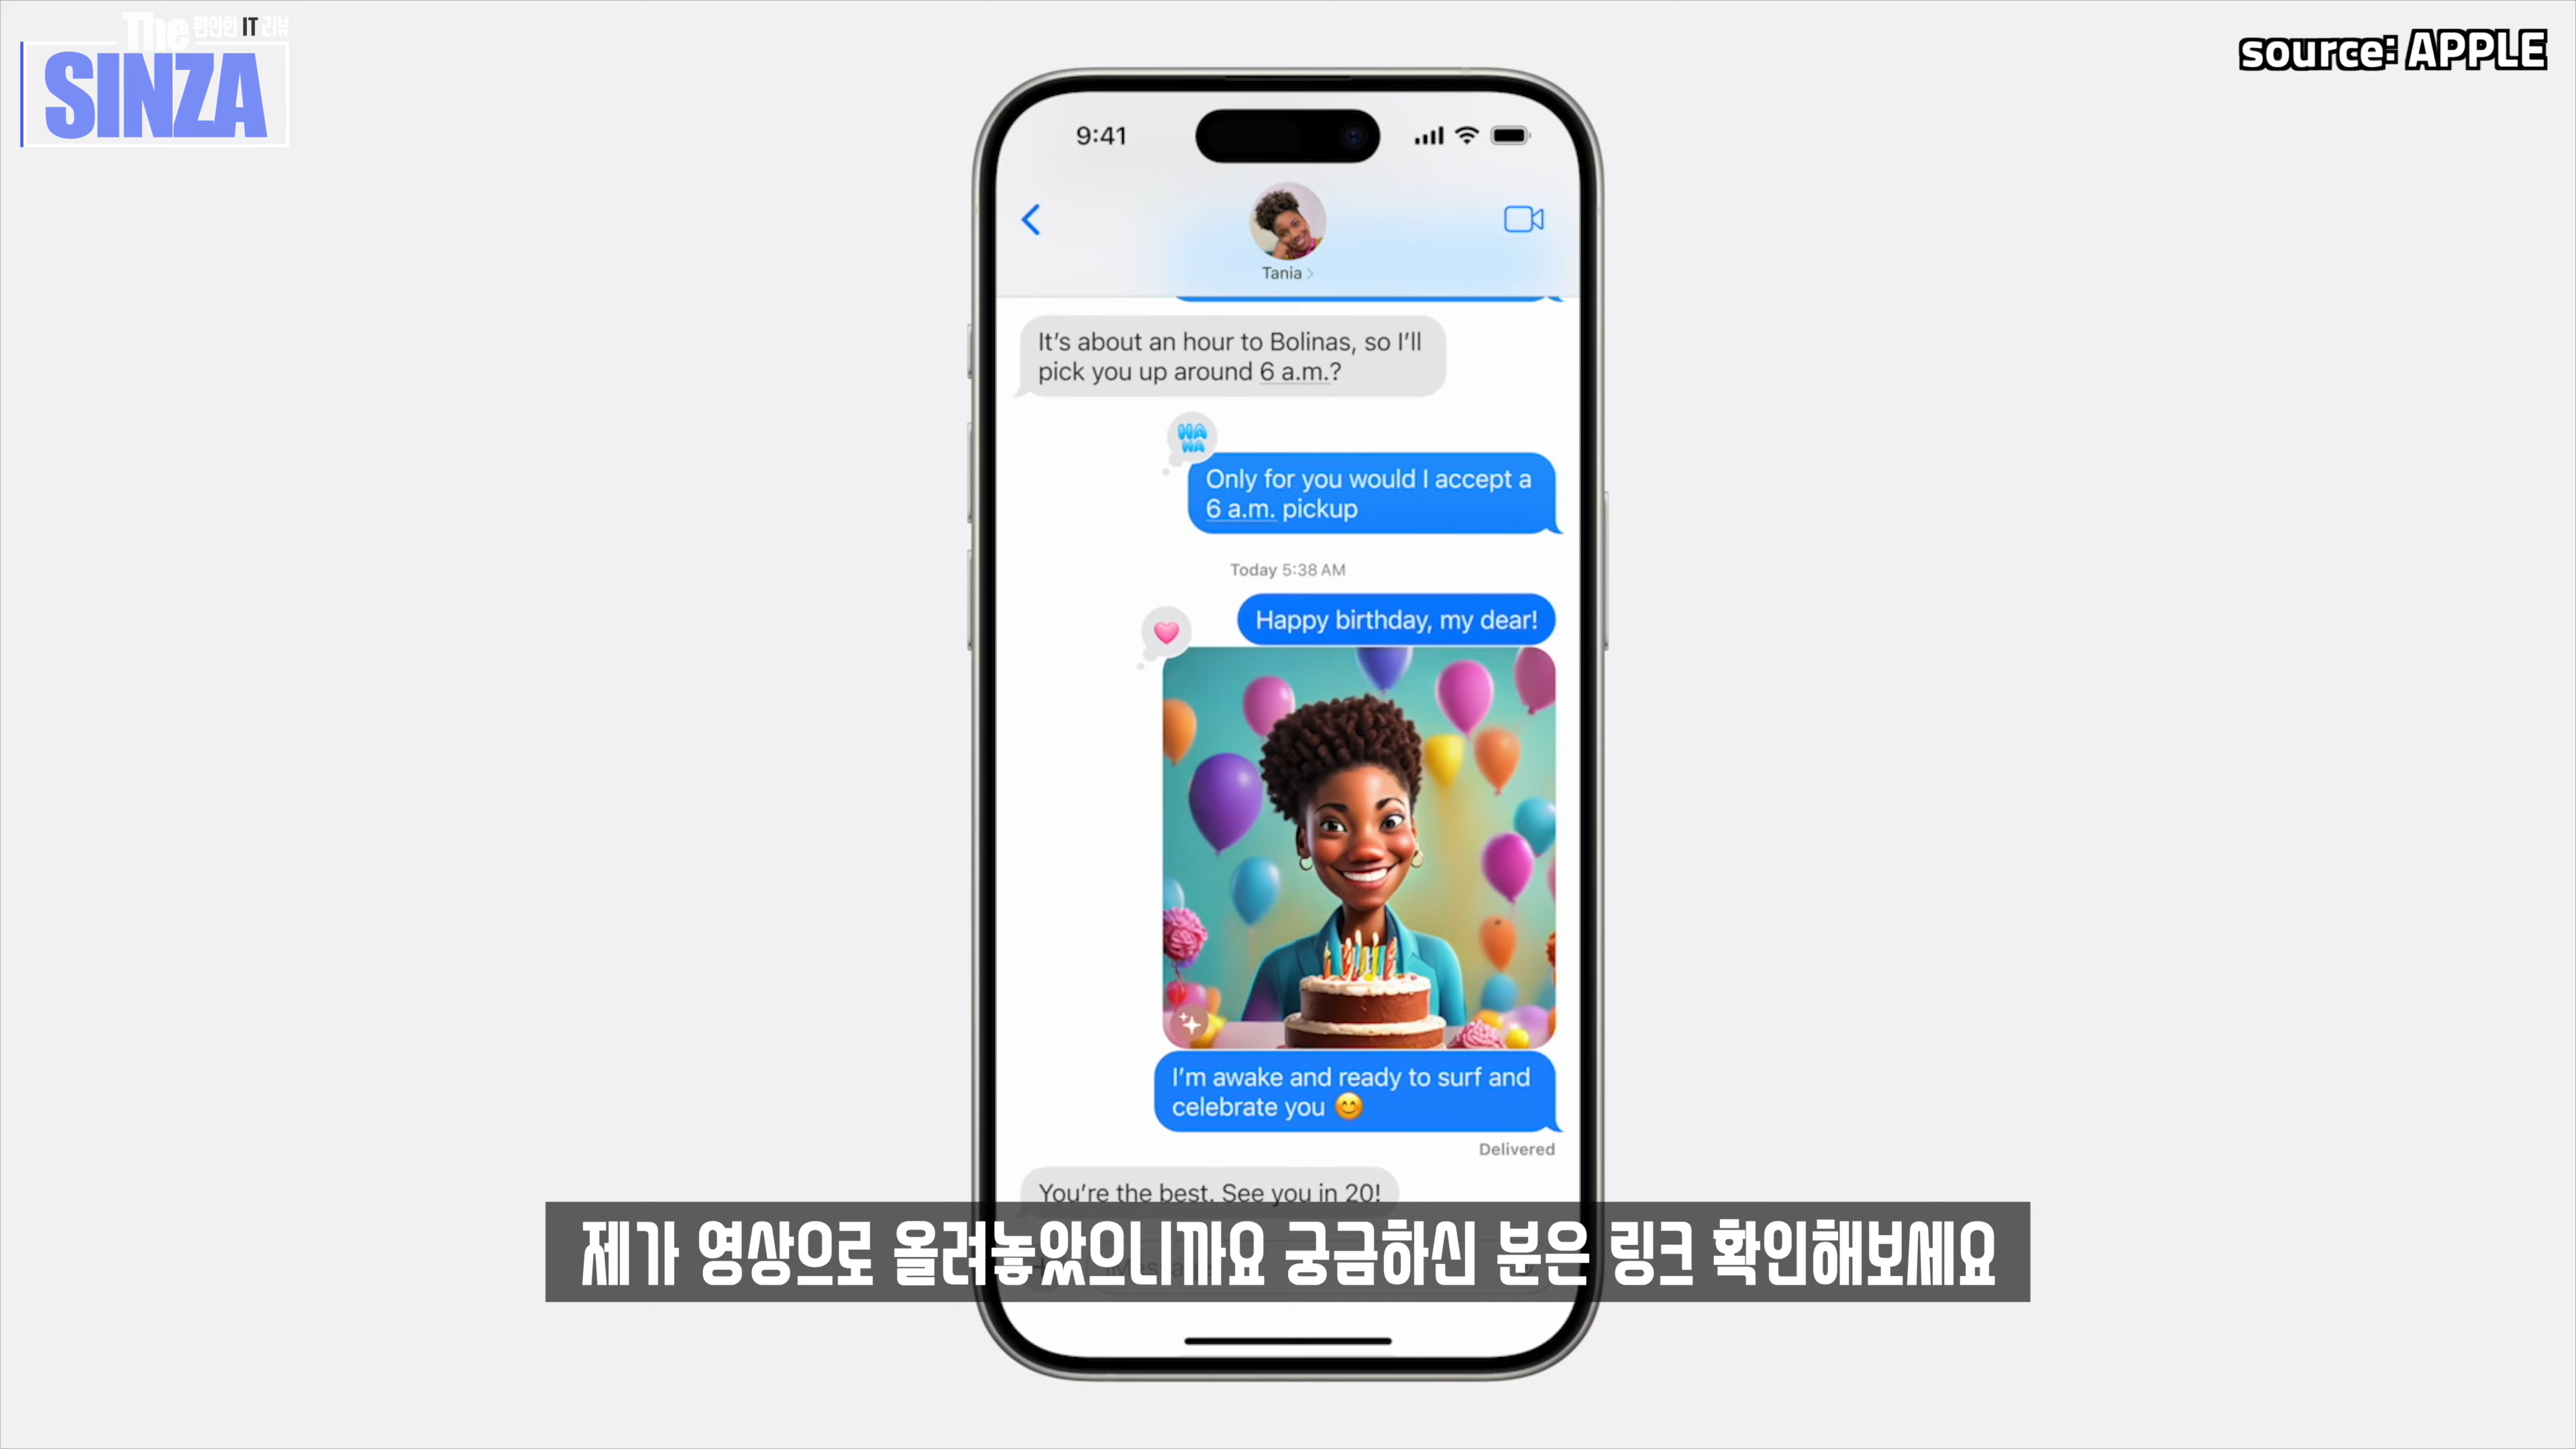 The 편안한 IT 리뷰
SINZA
source: APPLE
9:41
Tania
It's about an hour to Bolinas, so I'll
pick you up around 6 a.m.?
HA
HA
Only for you would I accept a
6 a.m. pickup
Today 5:38 AM
Happy birthday, my dear!
I'm awake and ready to surf and
celebrate you 😊
Delivered
You're the best. See you in 20!
제가 영상으로 올려놓았으니까요 궁금하신 분은 링크 확인해보세요